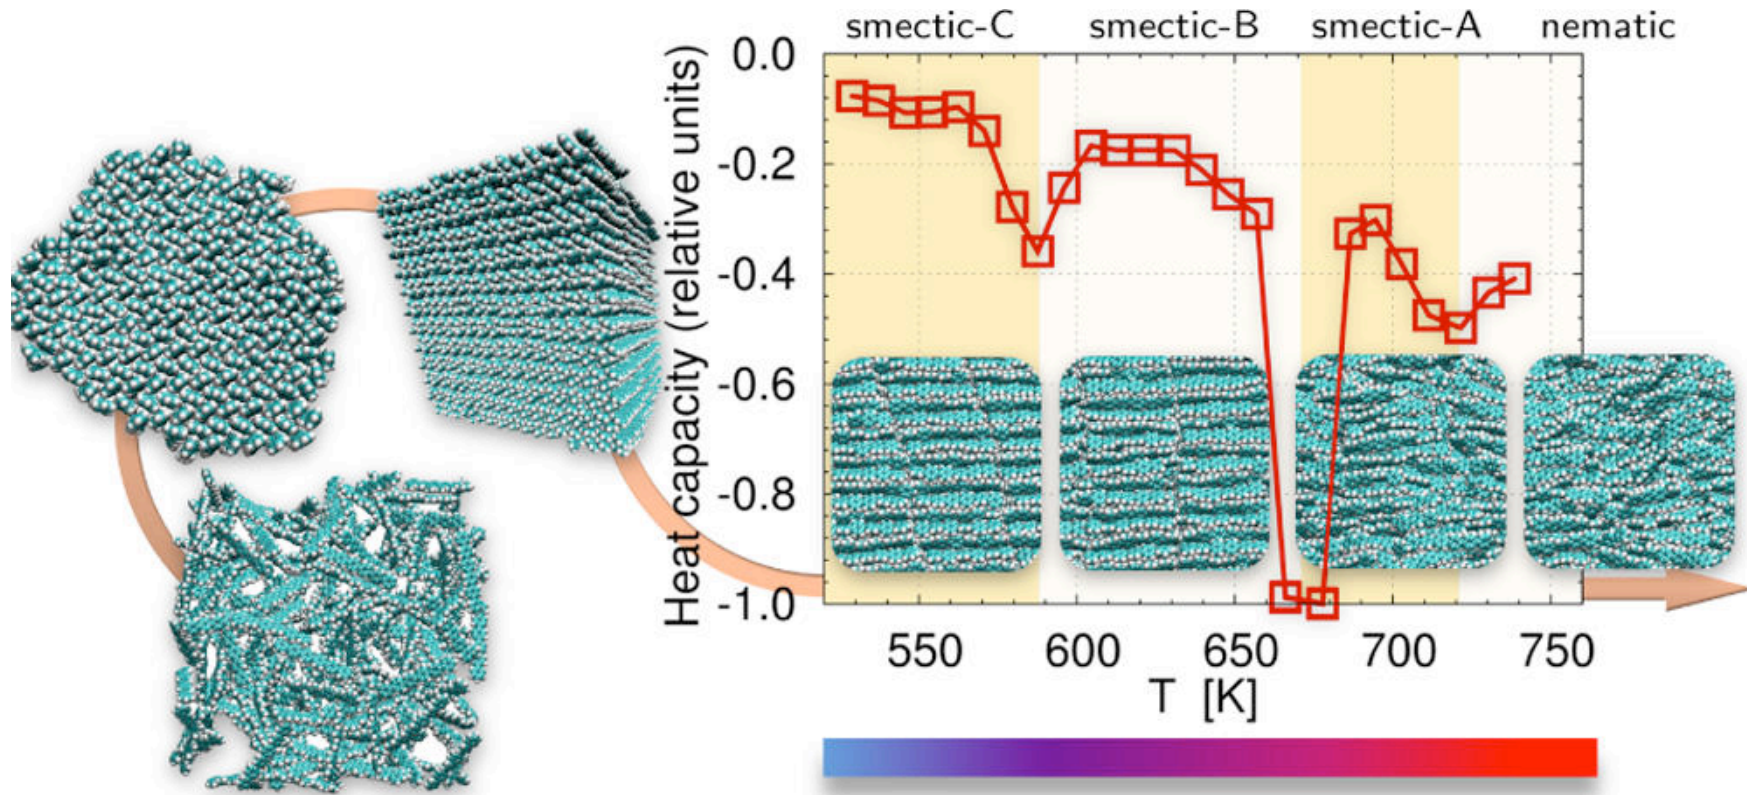 smectic-C smectic-B smectic-A nematic
Heat capacity (relative units)
0.0
-0.2
-0.4
-0.6
-0.8
-1.0
550 600 650 700 750
T [K]